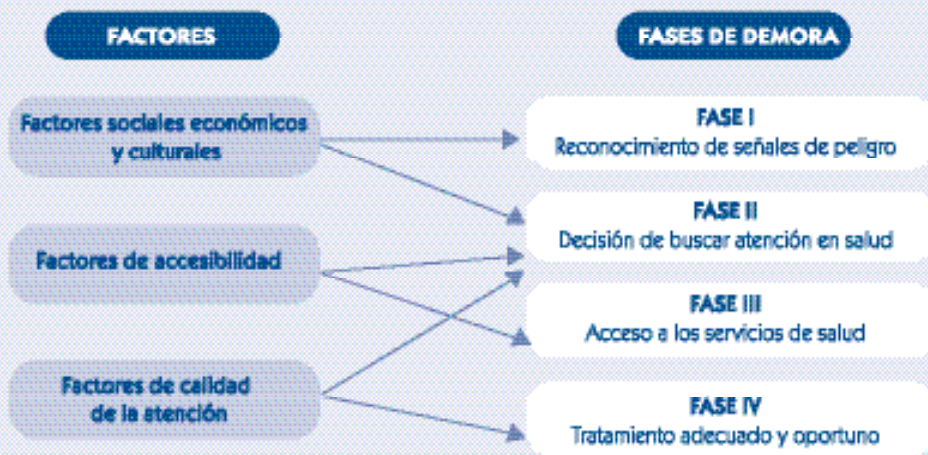 FACTORES
FASES DE DEMORA
Factores sociales económicos
y culturales
Factores de accesibilidad
Factores de calidad
de la atención
FASE I
Reconocimiento de señales de peligro
FASE II
Decisión de buscar atención en salud
FASE III
Acceso a los servicios de salud
FASE IV
Tratamiento adecuado y oportuno